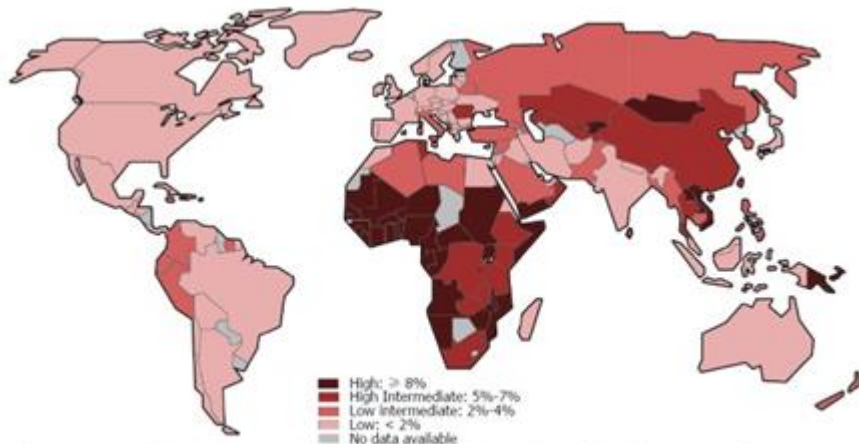 High: ⩾ 8%
High Intermediate: 5%-7%
Low intermediate: 2%-4%
Low: < 2%
No data available